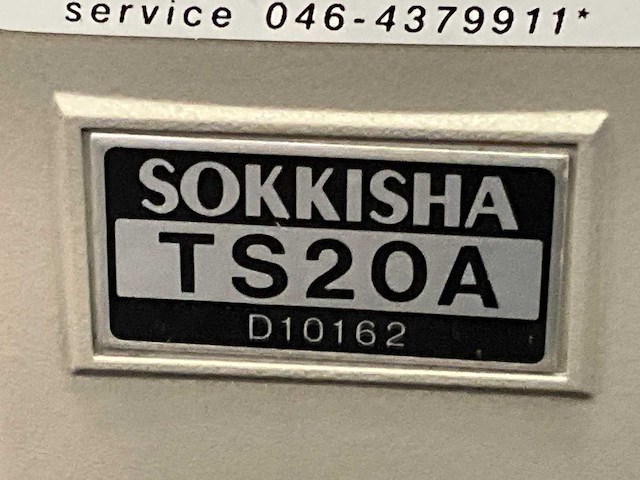 service 046-4379911*
SOKKISHA
TS20A
D10162